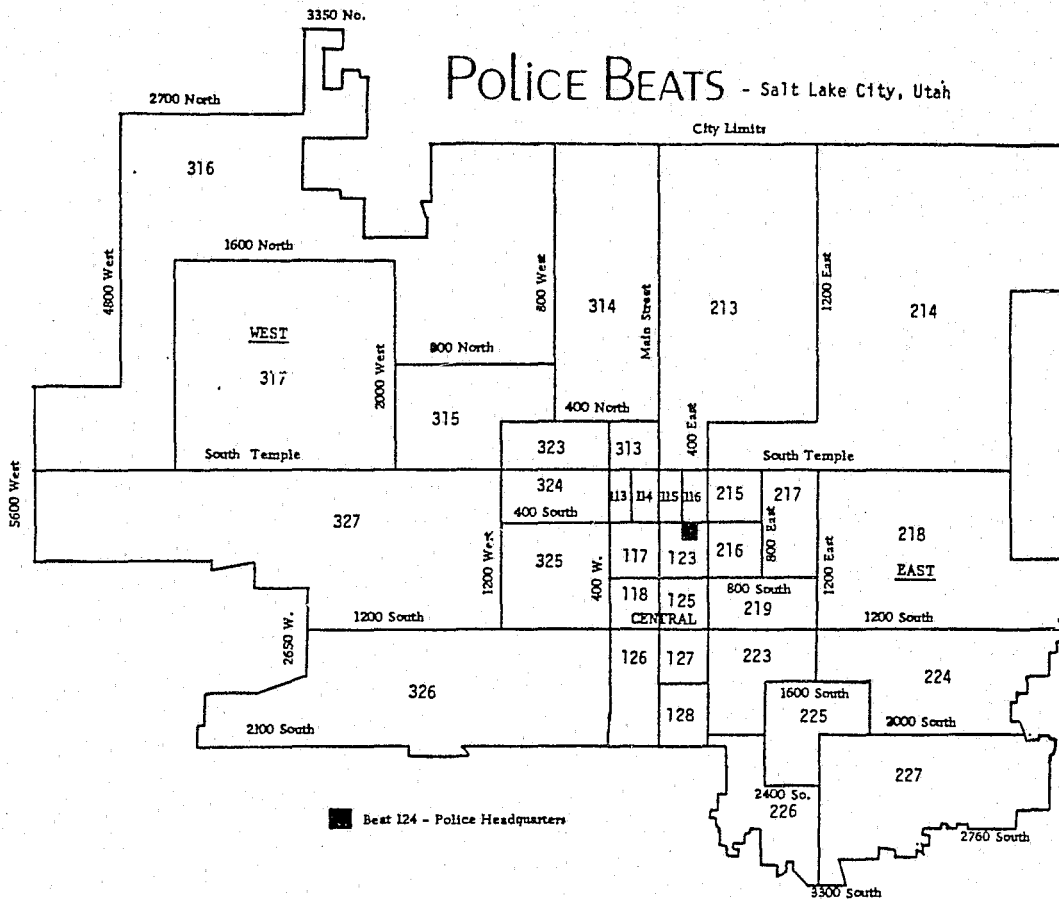 3350 No.
POLICE BEATS - Salt Lake City, Utah
2700 North
City Limits
316
1600 North
4800 West
800 West
314
Main Street
213
1200 East
214
WEST
317
2000 West
800 North
315
400 North
400 East
323
313
South Temple
South Temple
5600 West
324
113
114
115
116
215
217
400 South
327
325
1200 West
400 W.
117
123
216
800 East
1200 East
218
EAST
800 South
118
125
219
CENTRAL
1200 South
1200 South
2650 W.
126
127
223
224
326
1600 South
128
225
2000 South
2100 South
227
2400 So.
226
Beat 124 - Police Headquarters
2760 South
3300 South